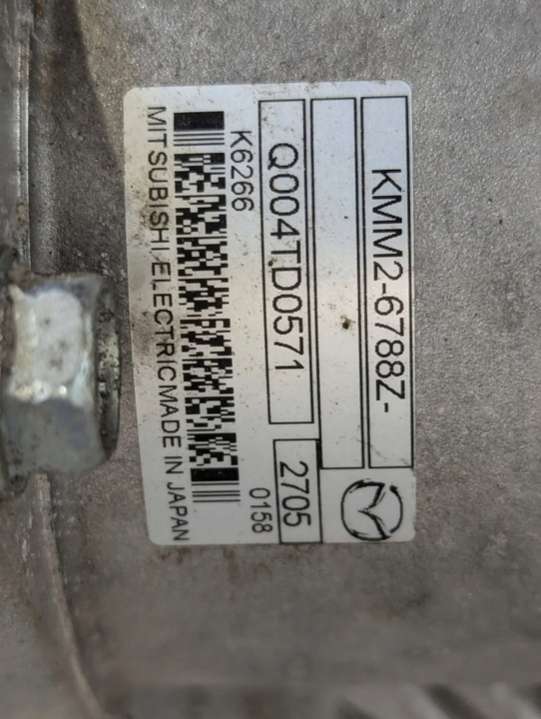 KMM2-6788Z-
Q004TD0571 2705
K6266 0158
MITSUBISHI ELECTRIC MADE IN JAPAN